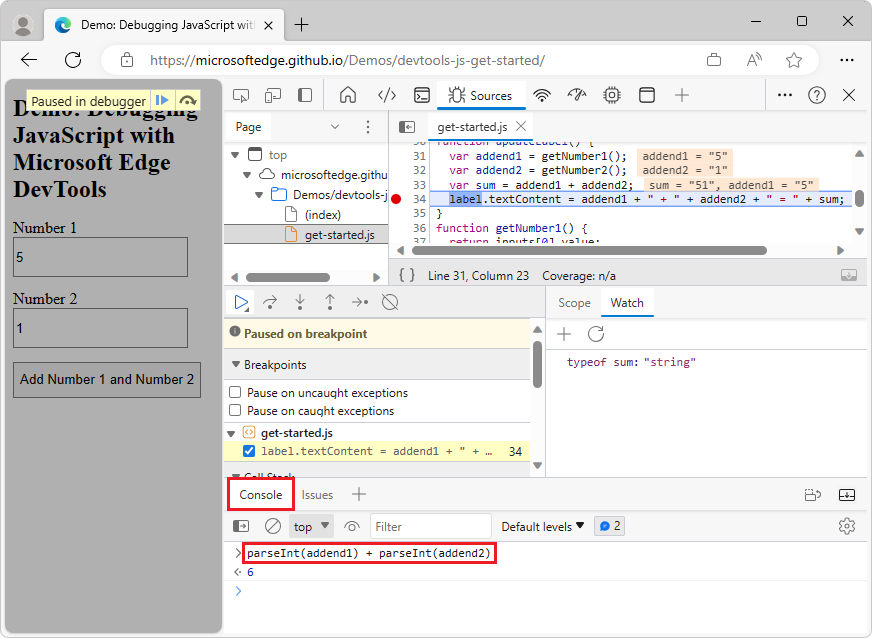 Demo: Debugging JavaScript wit
https://microsoftedge.github.io/Demos/devtools-js-get-started/
Paused in debugger
Demo: Debugging
JavaScript with
Microsoft Edge
DevTools
Number 1
5
Number 2
1
Add Number 1 and Number 2
Sources
Page
top
microsoftedge.githu
Demos/devtools-j
(index)
get-started.js
get-started.js
30 function updateLabel() {
31 var addend1 = getNumber1(); addend1 = "5"
32 var addend2 = getNumber2(); addend2 = "1"
33 var sum = addend1 + addend2; sum = "51", addend1 = "5"
34 label.textContent = addend1 + " + " + addend2 + " = " + sum;
35 }
36 function getNumber1() {
37 return inputs[0].value;
{ } Line 31, Column 23 Coverage: n/a
Paused on breakpoint
Breakpoints
Pause on uncaught exceptions
Pause on caught exceptions
get-started.js
label.textContent = addend1 + " + … 34
Call Stack
Scope Watch
typeof sum: "string"
Console Issues
top Filter Default levels 2
parseInt(addend1) + parseInt(addend2)
6